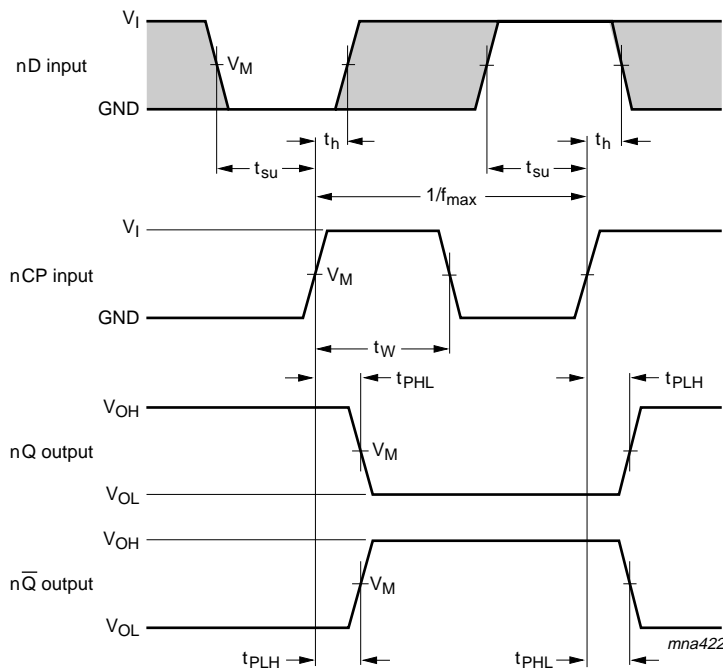 V_I
nD input
V_M
GND
t_h
t_h
t_su
t_su
1/f_max
V_I
nCP input
V_M
GND
t_W
t_PHL
t_PLH
V_OH
nQ output
V_M
V_OL
V_OH
nQ̅ output
V_M
V_OL
t_PLH
t_PHL
mna422